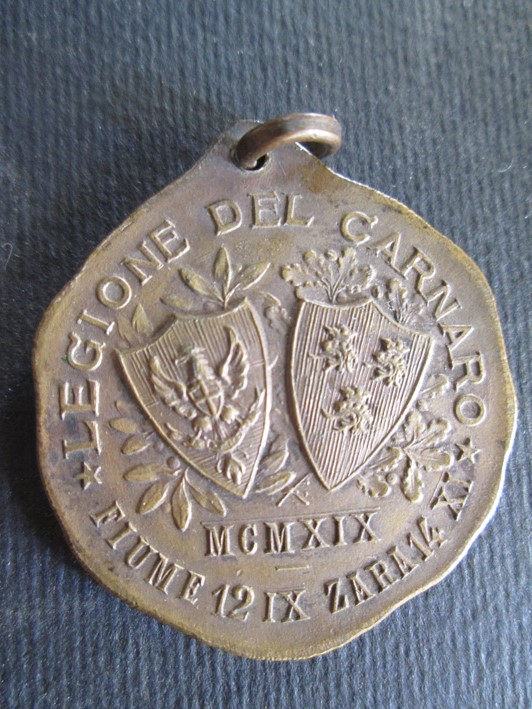 ★ LEGIONE DEL CARNARO ★
MCMXIX
FIUME 12 IX ZARA 14 XI